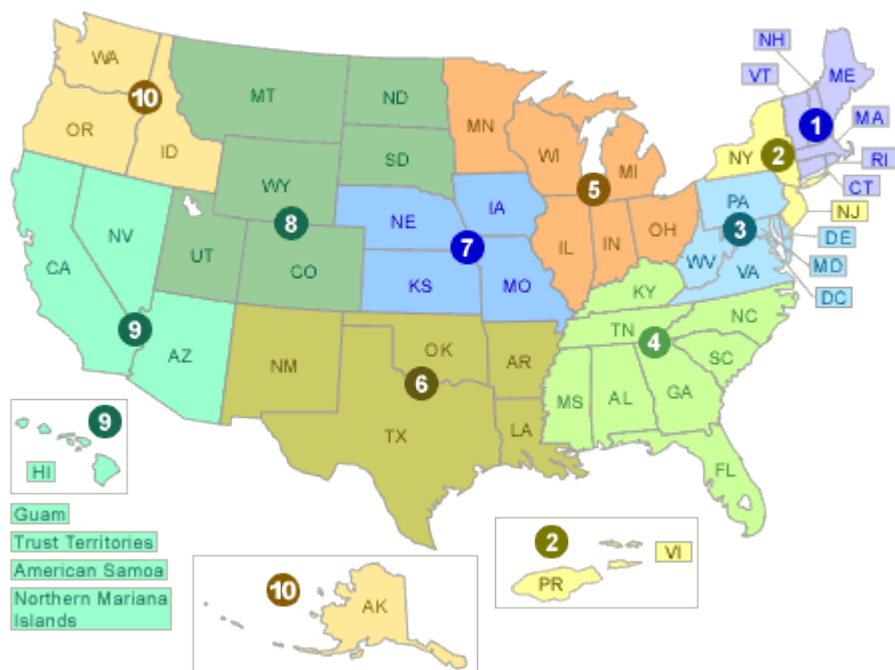 NH
WA
VT
ME
MT
ND
10
MN
MA
1
OR
WI
NY
2
RI
ID
SD
MI
CT
WY
5
PA
NJ
IA
NE
8
3
DE
NV
7
OH
IL
IN
UT
WV
MD
CA
CO
VA
KS
MO
DC
KY
NC
9
TN
4
AZ
OK
SC
NM
AR
6
MS
AL
GA
9
TX
LA
HI
FL
Guam
2
Trust Territories
VI
American Samoa
PR
10
Northern Mariana
Islands
AK